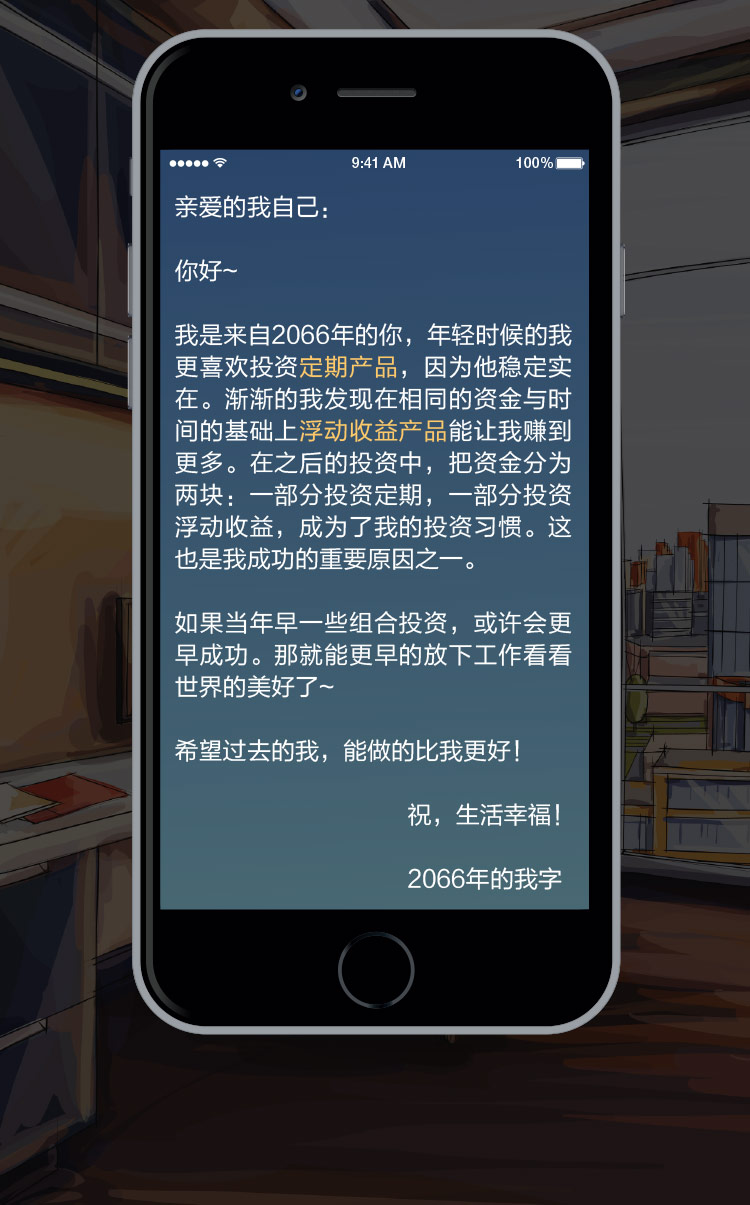 9:41 AM
100%
亲爱的我自己：
你好~
我是来自2066年的你，年轻时候的我
更喜欢投资定期产品，因为他稳定实
在。渐渐的我发现在相同的资金与时
间的基础上浮动收益产品能让我赚到
更多。在之后的投资中，把资金分为
两块：一部分投资定期，一部分投资
浮动收益，成为了我的投资习惯。这
也是我成功的重要原因之一。
如果当年早一些组合投资，或许会更
早成功。那就能更早的放下工作看看
世界的美好了~
希望过去的我，能做的比我更好！
祝，生活幸福！
2066年的我字